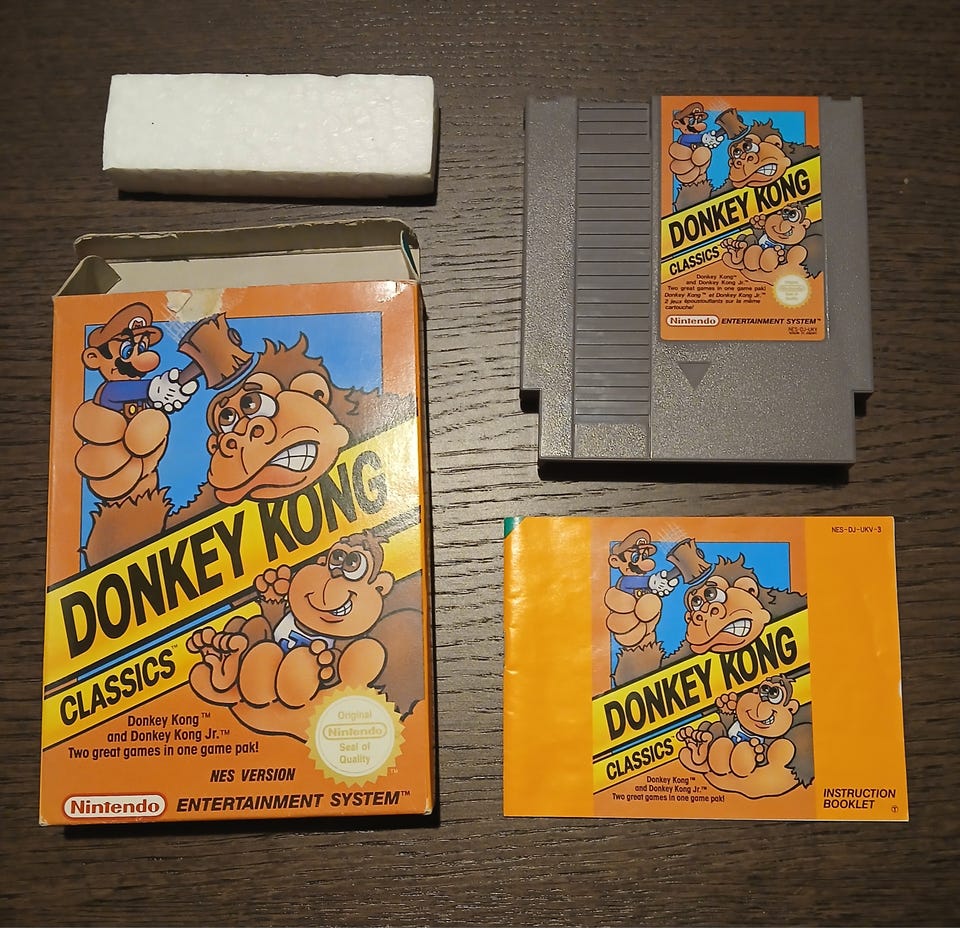 DONKEY KONG
CLASSICS™
Donkey Kong™
and Donkey Kong Jr.™
Two great games in one game pak!
NES VERSION
Original
Nintendo
Seal of
Quality
™
Nintendo ENTERTAINMENT SYSTEM™
M
J
DONKEY KONG
CLASSICS
Donkey Kong™
and Donkey Kong Jr.™
Two great games in one game pak!
Donkey Kong™ et Donkey Kong Jr.™
2 jeux époustouflants sur la même
cartouche!
Nintendo ENTERTAINMENT SYSTEM™
NES-DJ-UKV
NES-DJ-UKV-3
DONKEY KONG
CLASSICS™
Donkey Kong™
and Donkey Kong Jr.™
Two great games in one game pak!
INSTRUCTION
BOOKLET